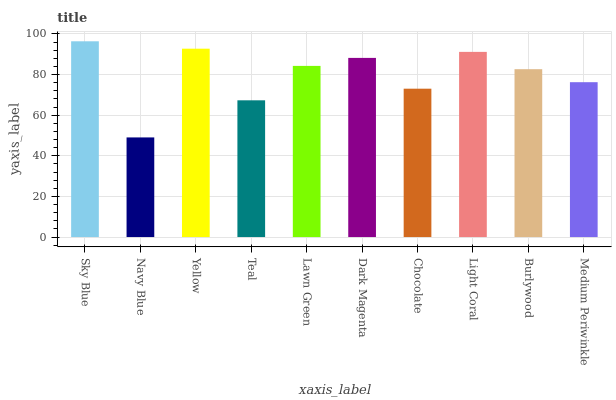 title
yaxis_label
100
80
60
40
20
0
Sky Blue
Navy Blue
Yellow
Teal
Lawn Green
Dark Magenta
Chocolate
Light Coral
Burlywood
Medium Periwinkle
xaxis_label